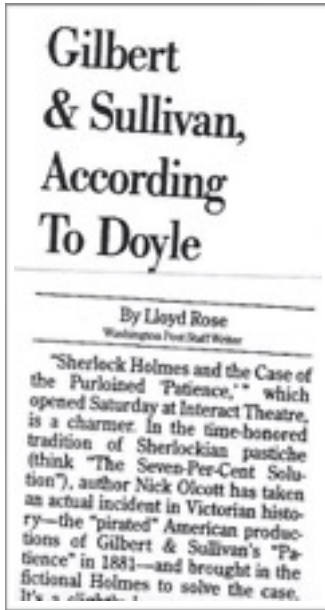 Gilbert
& Sullivan,
According
To Doyle
By Lloyd Rose
Washington Post Staff Writer
"Sherlock Holmes and the Case of
the Purloined 'Patience,'" which
opened Saturday at Interact Theatre,
is a charmer. In the time-honored
tradition of Sherlockian pastiche
(think "The Seven-Per-Cent Solu-
tion"), author Nick Olcott has taken
an actual incident in Victorian histo-
ry—the "pirated" American produc-
tions of Gilbert & Sullivan's "Pa-
tience" in 1881—and brought in the
fictional Holmes to solve the case.
It's a slightly